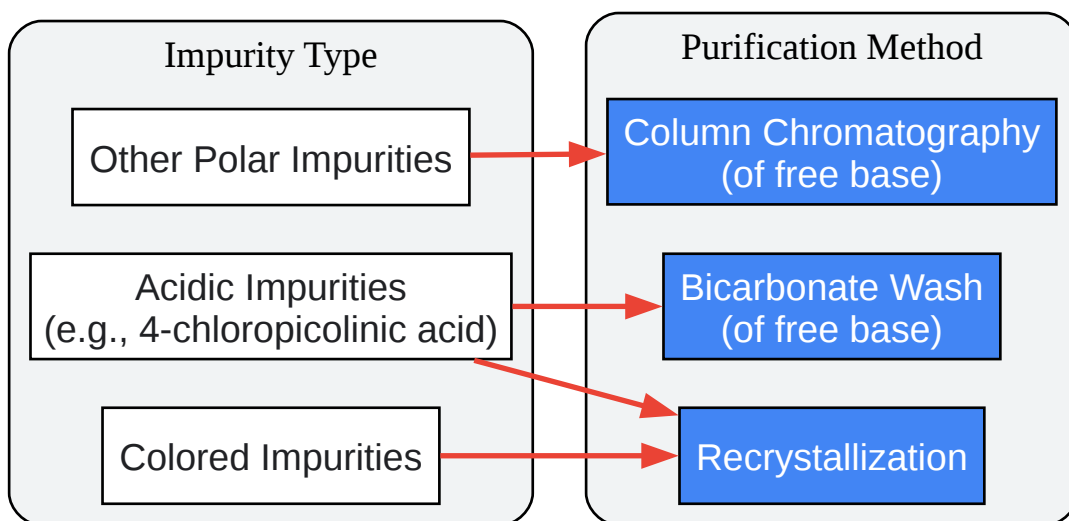 Impurity Type
Other Polar Impurities
Acidic Impurities
(e.g., 4-chloropicolinic acid)
Colored Impurities
Purification Method
Column Chromatography
(of free base)
Bicarbonate Wash
(of free base)
Recrystallization